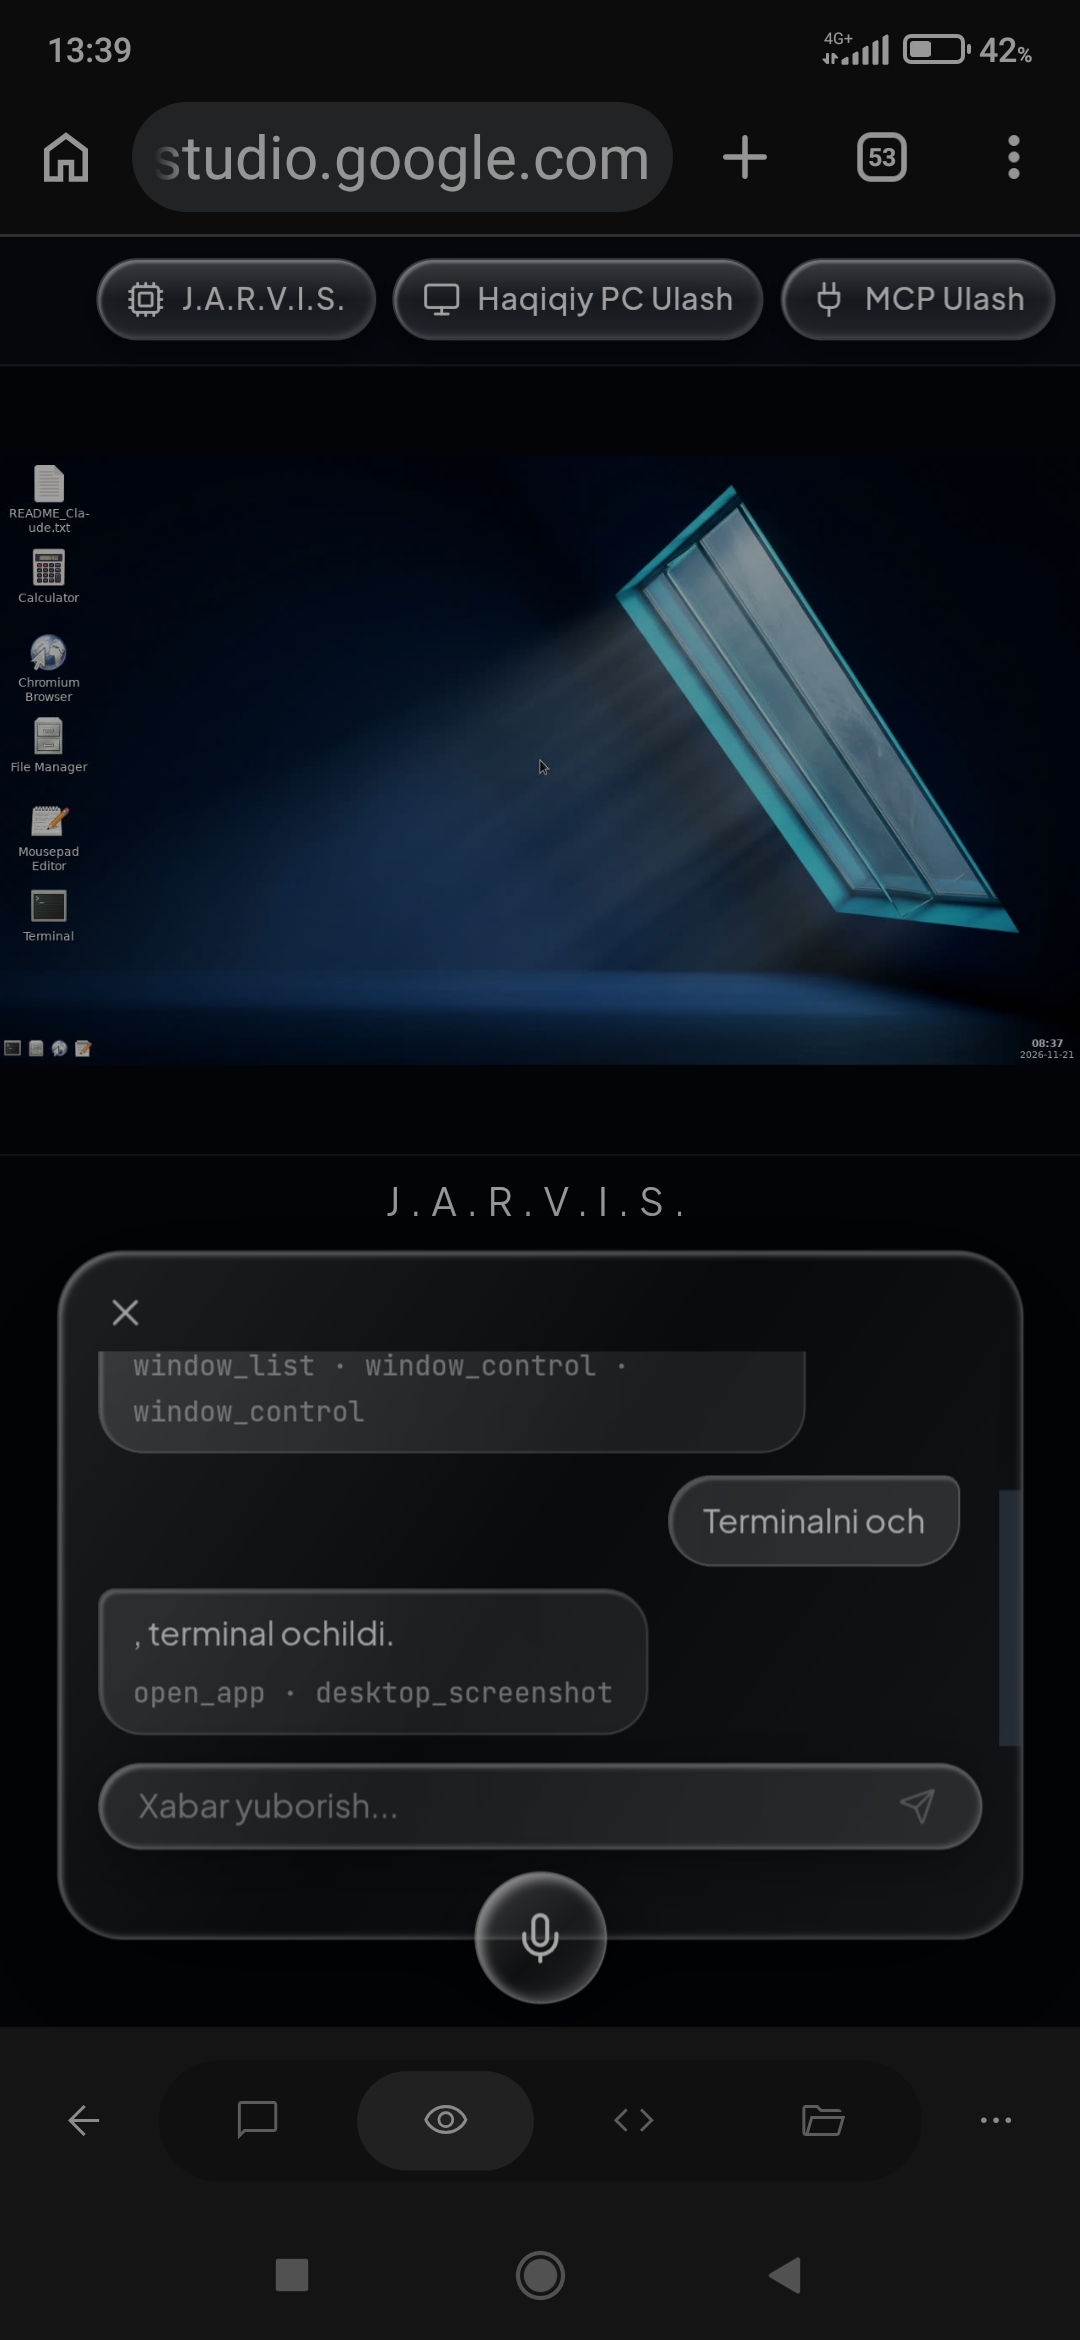 13:39
4G+
42%
studio.google.com
53
J.A.R.V.I.S.
Haqiqiy PC Ulash
MCP Ulash
README_Cla-
ude.txt
Calculator
Chromium
Browser
File Manager
Mousepad
Editor
Terminal
08:37
2026-11-21
J.A.R.V.I.S.
window_list · window_control ·
window_control
Terminalni och
, terminal ochildi.
open_app · desktop_screenshot
Xabar yuborish...